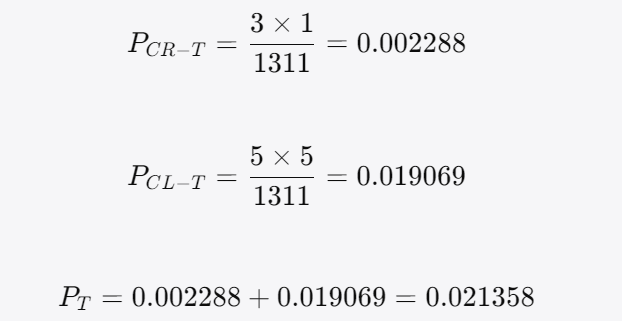 P_{CR-T} = \frac{3 \times 1}{1311} = 0.002288
P_{CL-T} = \frac{5 \times 5}{1311} = 0.019069
P_T = 0.002288 + 0.019069 = 0.021358